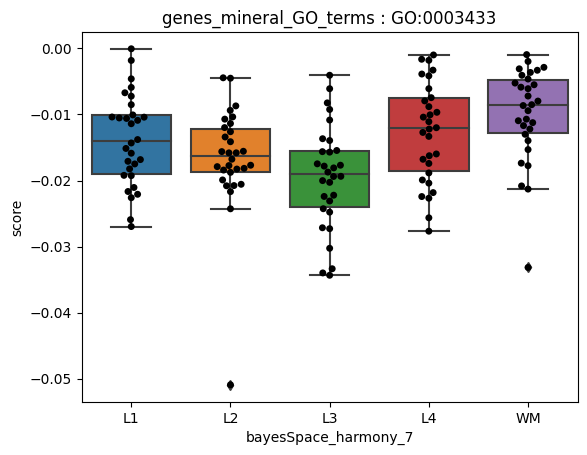 genes_mineral_GO_terms : GO:0003433
0.00
−0.01
−0.02
−0.03
−0.04
−0.05
score
L1 L2 L3 L4 WM
bayesSpace_harmony_7